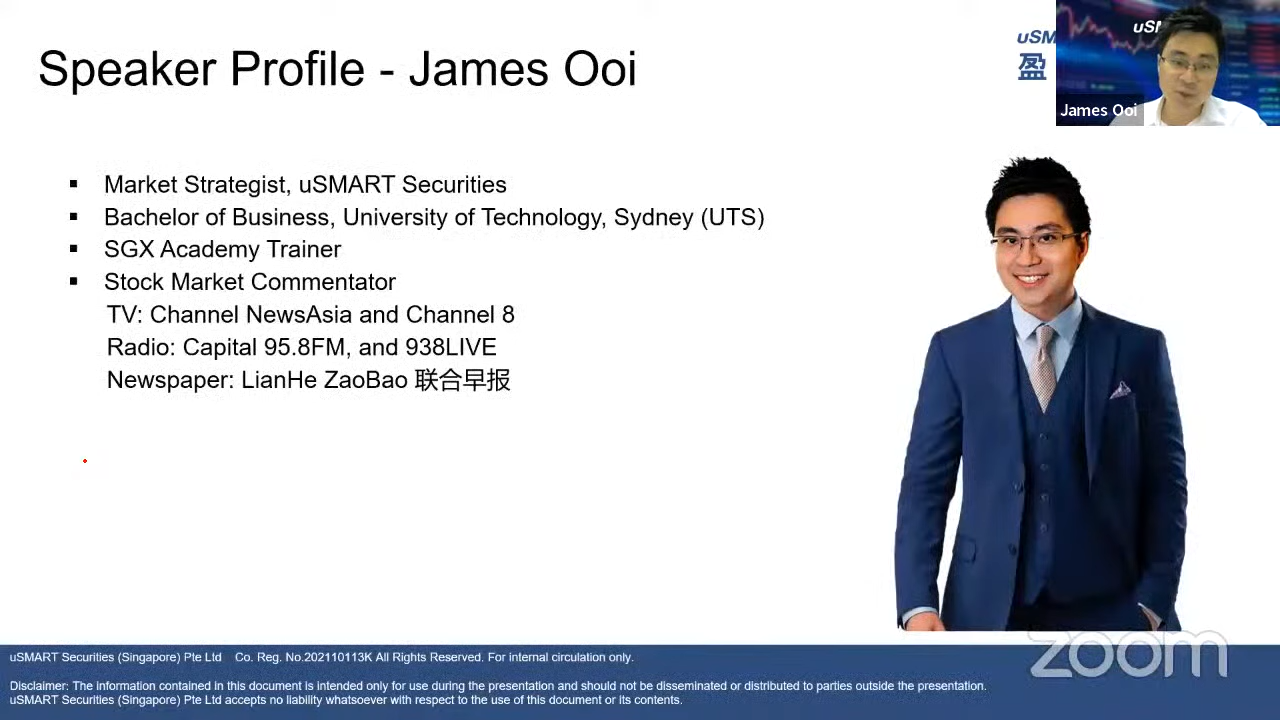 Speaker Profile - James Ooi
uSM
盈
uSM
James Ooi
▪ Market Strategist, uSMART Securities
▪ Bachelor of Business, University of Technology, Sydney (UTS)
▪ SGX Academy Trainer
▪ Stock Market Commentator
TV: Channel NewsAsia and Channel 8
Radio: Capital 95.8FM, and 938LIVE
Newspaper: LianHe ZaoBao 联合早报
uSMART Securities (Singapore) Pte Ltd Co. Reg. No.202110113K All Rights Reserved. For internal circulation only.
zoom
Disclaimer: The information contained in this document is intended only for use during the presentation and should not be disseminated or distributed to parties outside the presentation.
uSMART Securities (Singapore) Pte Ltd accepts no liability whatsoever with respect to the use of this document or its contents.